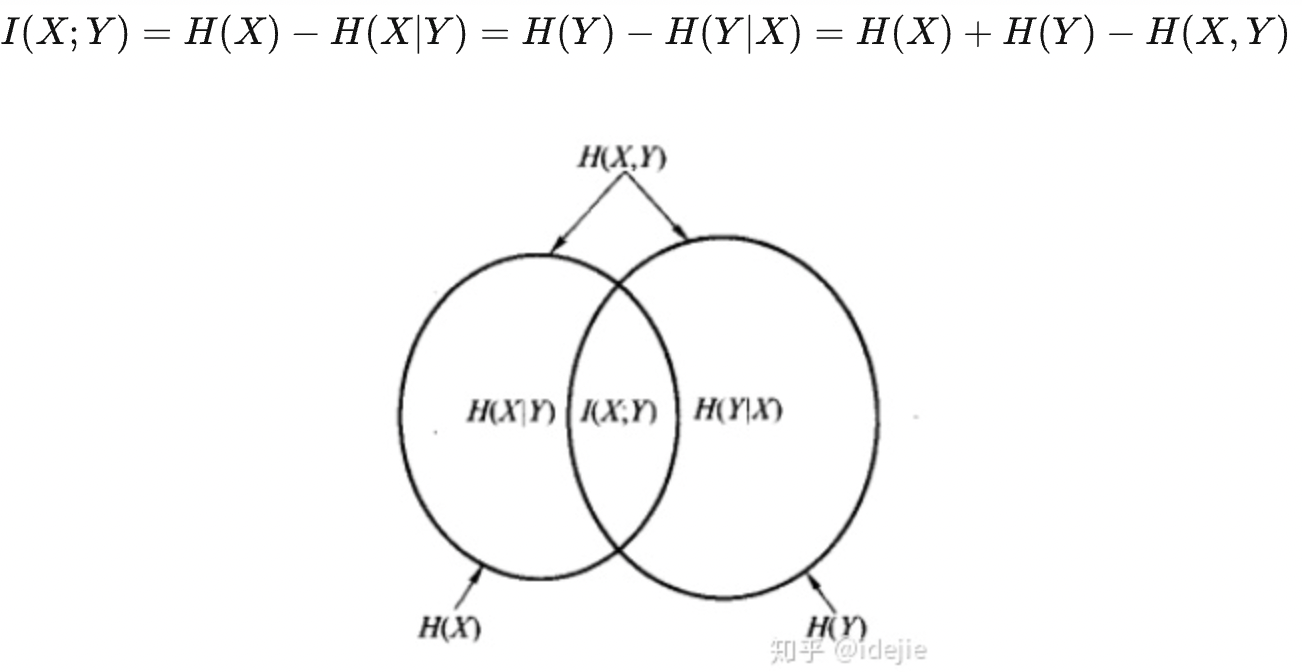 I(X;Y) = H(X) − H(X|Y) = H(Y) − H(Y|X) = H(X) + H(Y) − H(X,Y)
H(X,Y)
H(X|Y) I(X;Y) H(Y|X)
H(X) H(Y)
知乎 @idejie